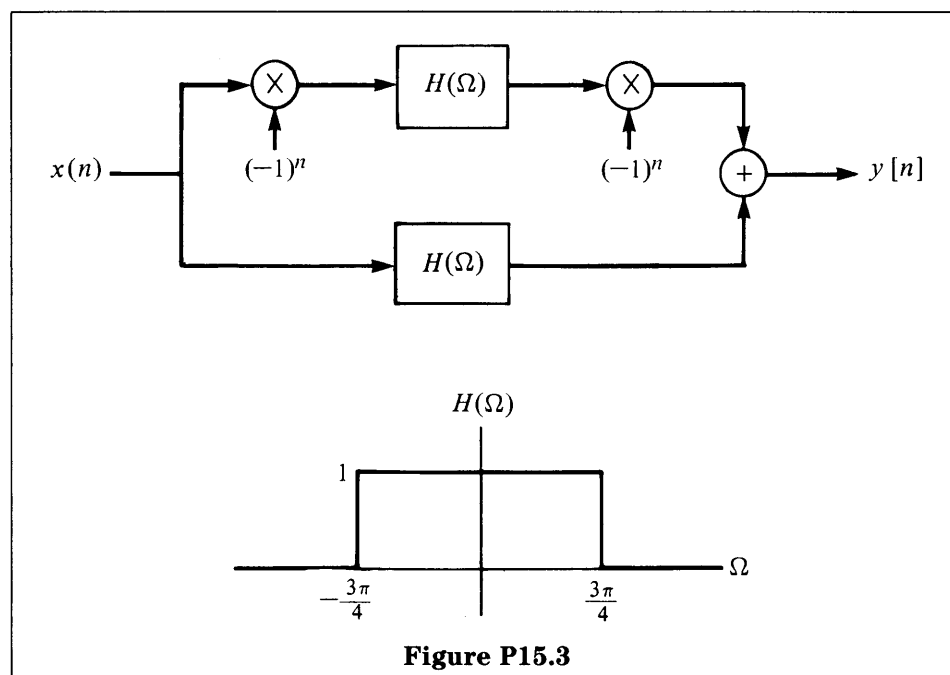 H(Ω)
x(n)
(−1)ⁿ
(−1)ⁿ
+
y[n]
H(Ω)
H(Ω)
1
Ω
−3π/4
3π/4
Figure P15.3